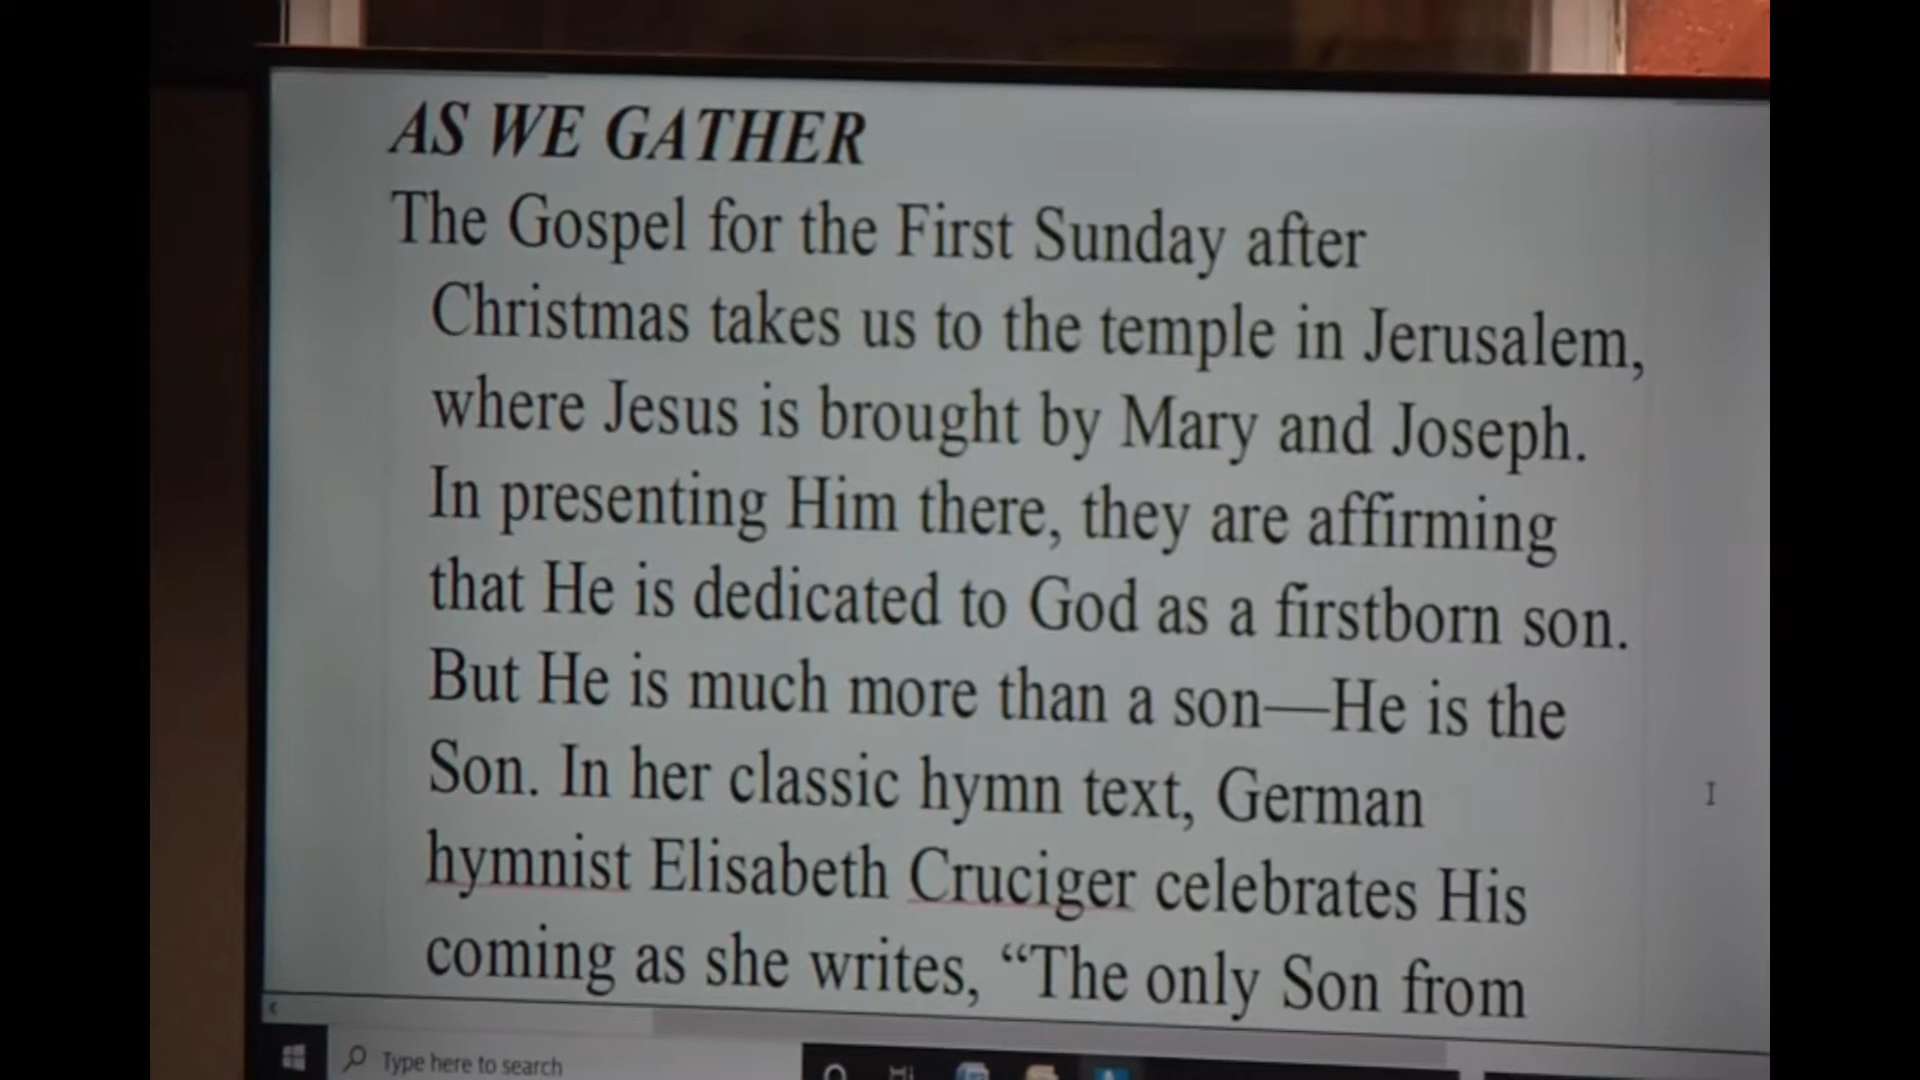 AS WE GATHER
The Gospel for the First Sunday after
Christmas takes us to the temple in Jerusalem,
where Jesus is brought by Mary and Joseph.
In presenting Him there, they are affirming
that He is dedicated to God as a firstborn son.
But He is much more than a son—He is the
Son. In her classic hymn text, German
hymnist Elisabeth Cruciger celebrates His
coming as she writes, “The only Son from
Type here to search